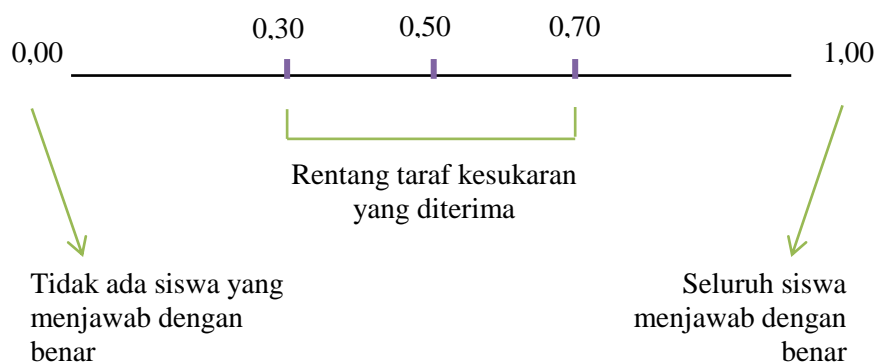 0,00
0,30
0,50
0,70
1,00
Rentang taraf kesukaran
yang diterima
Tidak ada siswa yang
menjawab dengan
benar
Seluruh siswa
menjawab dengan
benar